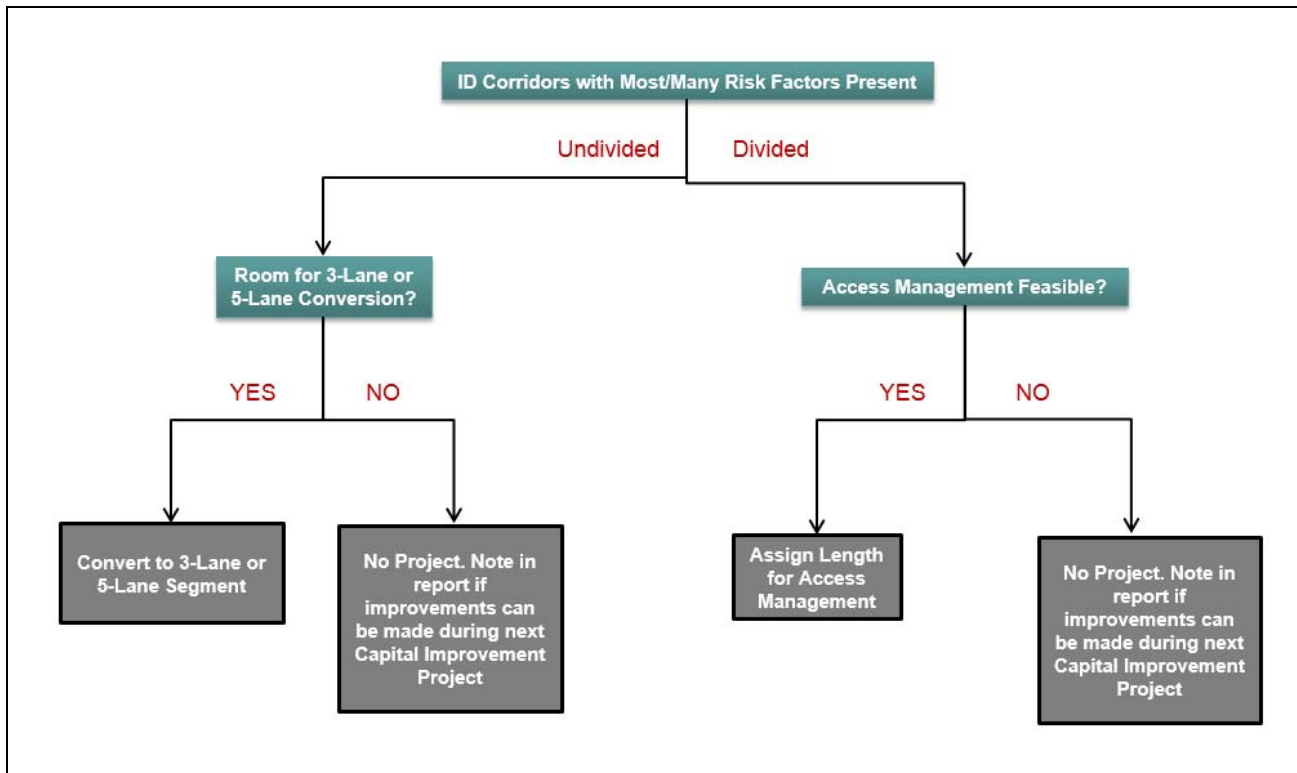 ID Corridors with Most/Many Risk Factors Present
Undivided
Divided
Room for 3-Lane or
5-Lane Conversion?
Access Management Feasible?
YES
NO
YES
NO
Convert to 3-Lane or
5-Lane Segment
No Project. Note in
report if
improvements can
be made during next
Capital Improvement
Project
Assign Length
for Access
Management
No Project. Note in
report if
improvements can
be made during next
Capital Improvement
Project